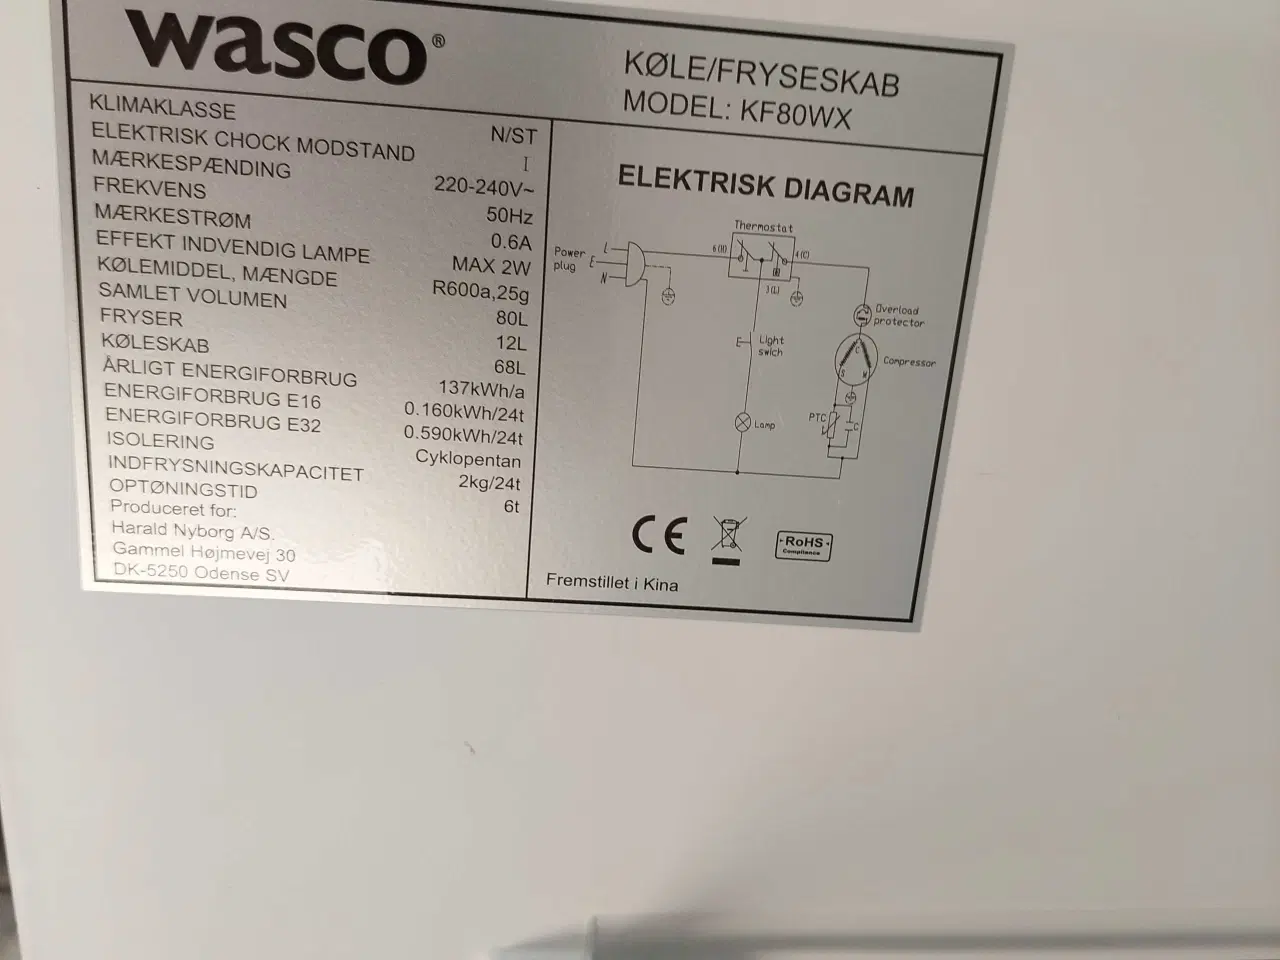 wasco®
KØLE/FRYSESKAB
MODEL: KF80WX
KLIMAKLASSE N/ST
ELEKTRISK CHOCK MODSTAND I
MÆRKESPÆNDING 220-240V~
FREKVENS 50Hz
MÆRKESTRØM 0.6A
EFFEKT INDVENDIG LAMPE MAX 2W
KØLEMIDDEL, MÆNGDE R600a,25g
SAMLET VOLUMEN 80L
FRYSER 12L
KØLESKAB 68L
ÅRLIGT ENERGIFORBRUG 137kWh/a
ENERGIFORBRUG E16 0.160kWh/24t
ENERGIFORBRUG E32 0.590kWh/24t
ISOLERING Cyklopentan
INDFRYSNINGSKAPACITET 2kg/24t
OPTØNINGSTID 6t
Produceret for:
Harald Nyborg A/S.
Gammel Højmevej 30
DK-5250 Odense SV
ELEKTRISK DIAGRAM
Thermostat
Power
plug
L
E
N
4(C)
3(L)
Overload
protector
E
Light
swich
Compressor
C
S
M
PTC
C
Lamp
CE
RoHS
Compliance
Fremstillet i Kina